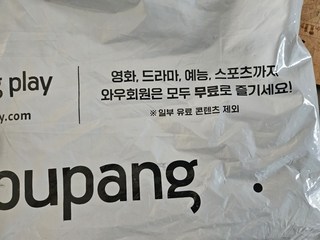 g play
y.com
영화, 드라마, 예능, 스포츠까지
와우회원은 모두 무료로 즐기세요!
※ 일부 유료 콘텐츠 제외
oupang